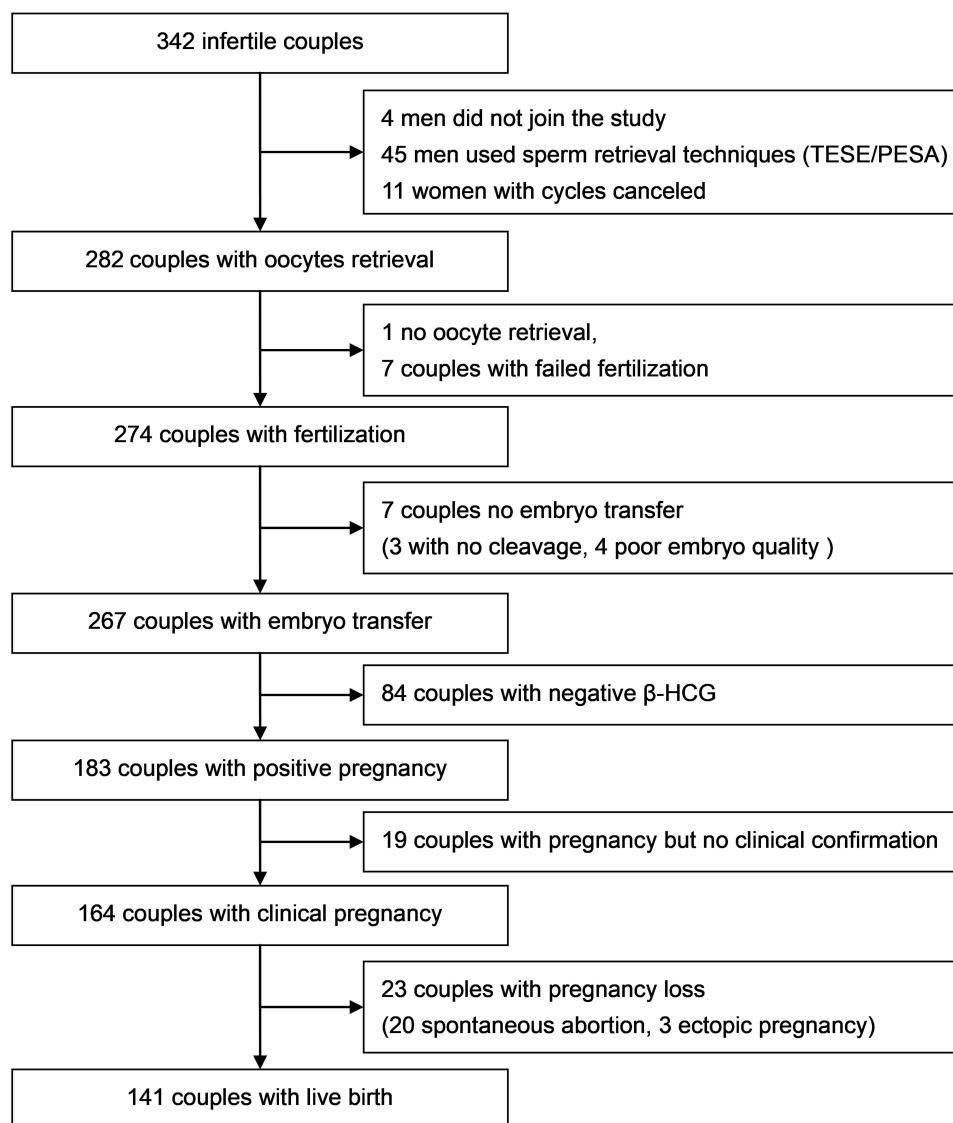 342 infertile couples
4 men did not join the study
45 men used sperm retrieval techniques (TESE/PESA)
11 women with cycles canceled
282 couples with oocytes retrieval
1 no oocyte retrieval,
7 couples with failed fertilization
274 couples with fertilization
7 couples no embryo transfer
(3 with no cleavage, 4 poor embryo quality )
267 couples with embryo transfer
84 couples with negative β-HCG
183 couples with positive pregnancy
19 couples with pregnancy but no clinical confirmation
164 couples with clinical pregnancy
23 couples with pregnancy loss
(20 spontaneous abortion, 3 ectopic pregnancy)
141 couples with live birth